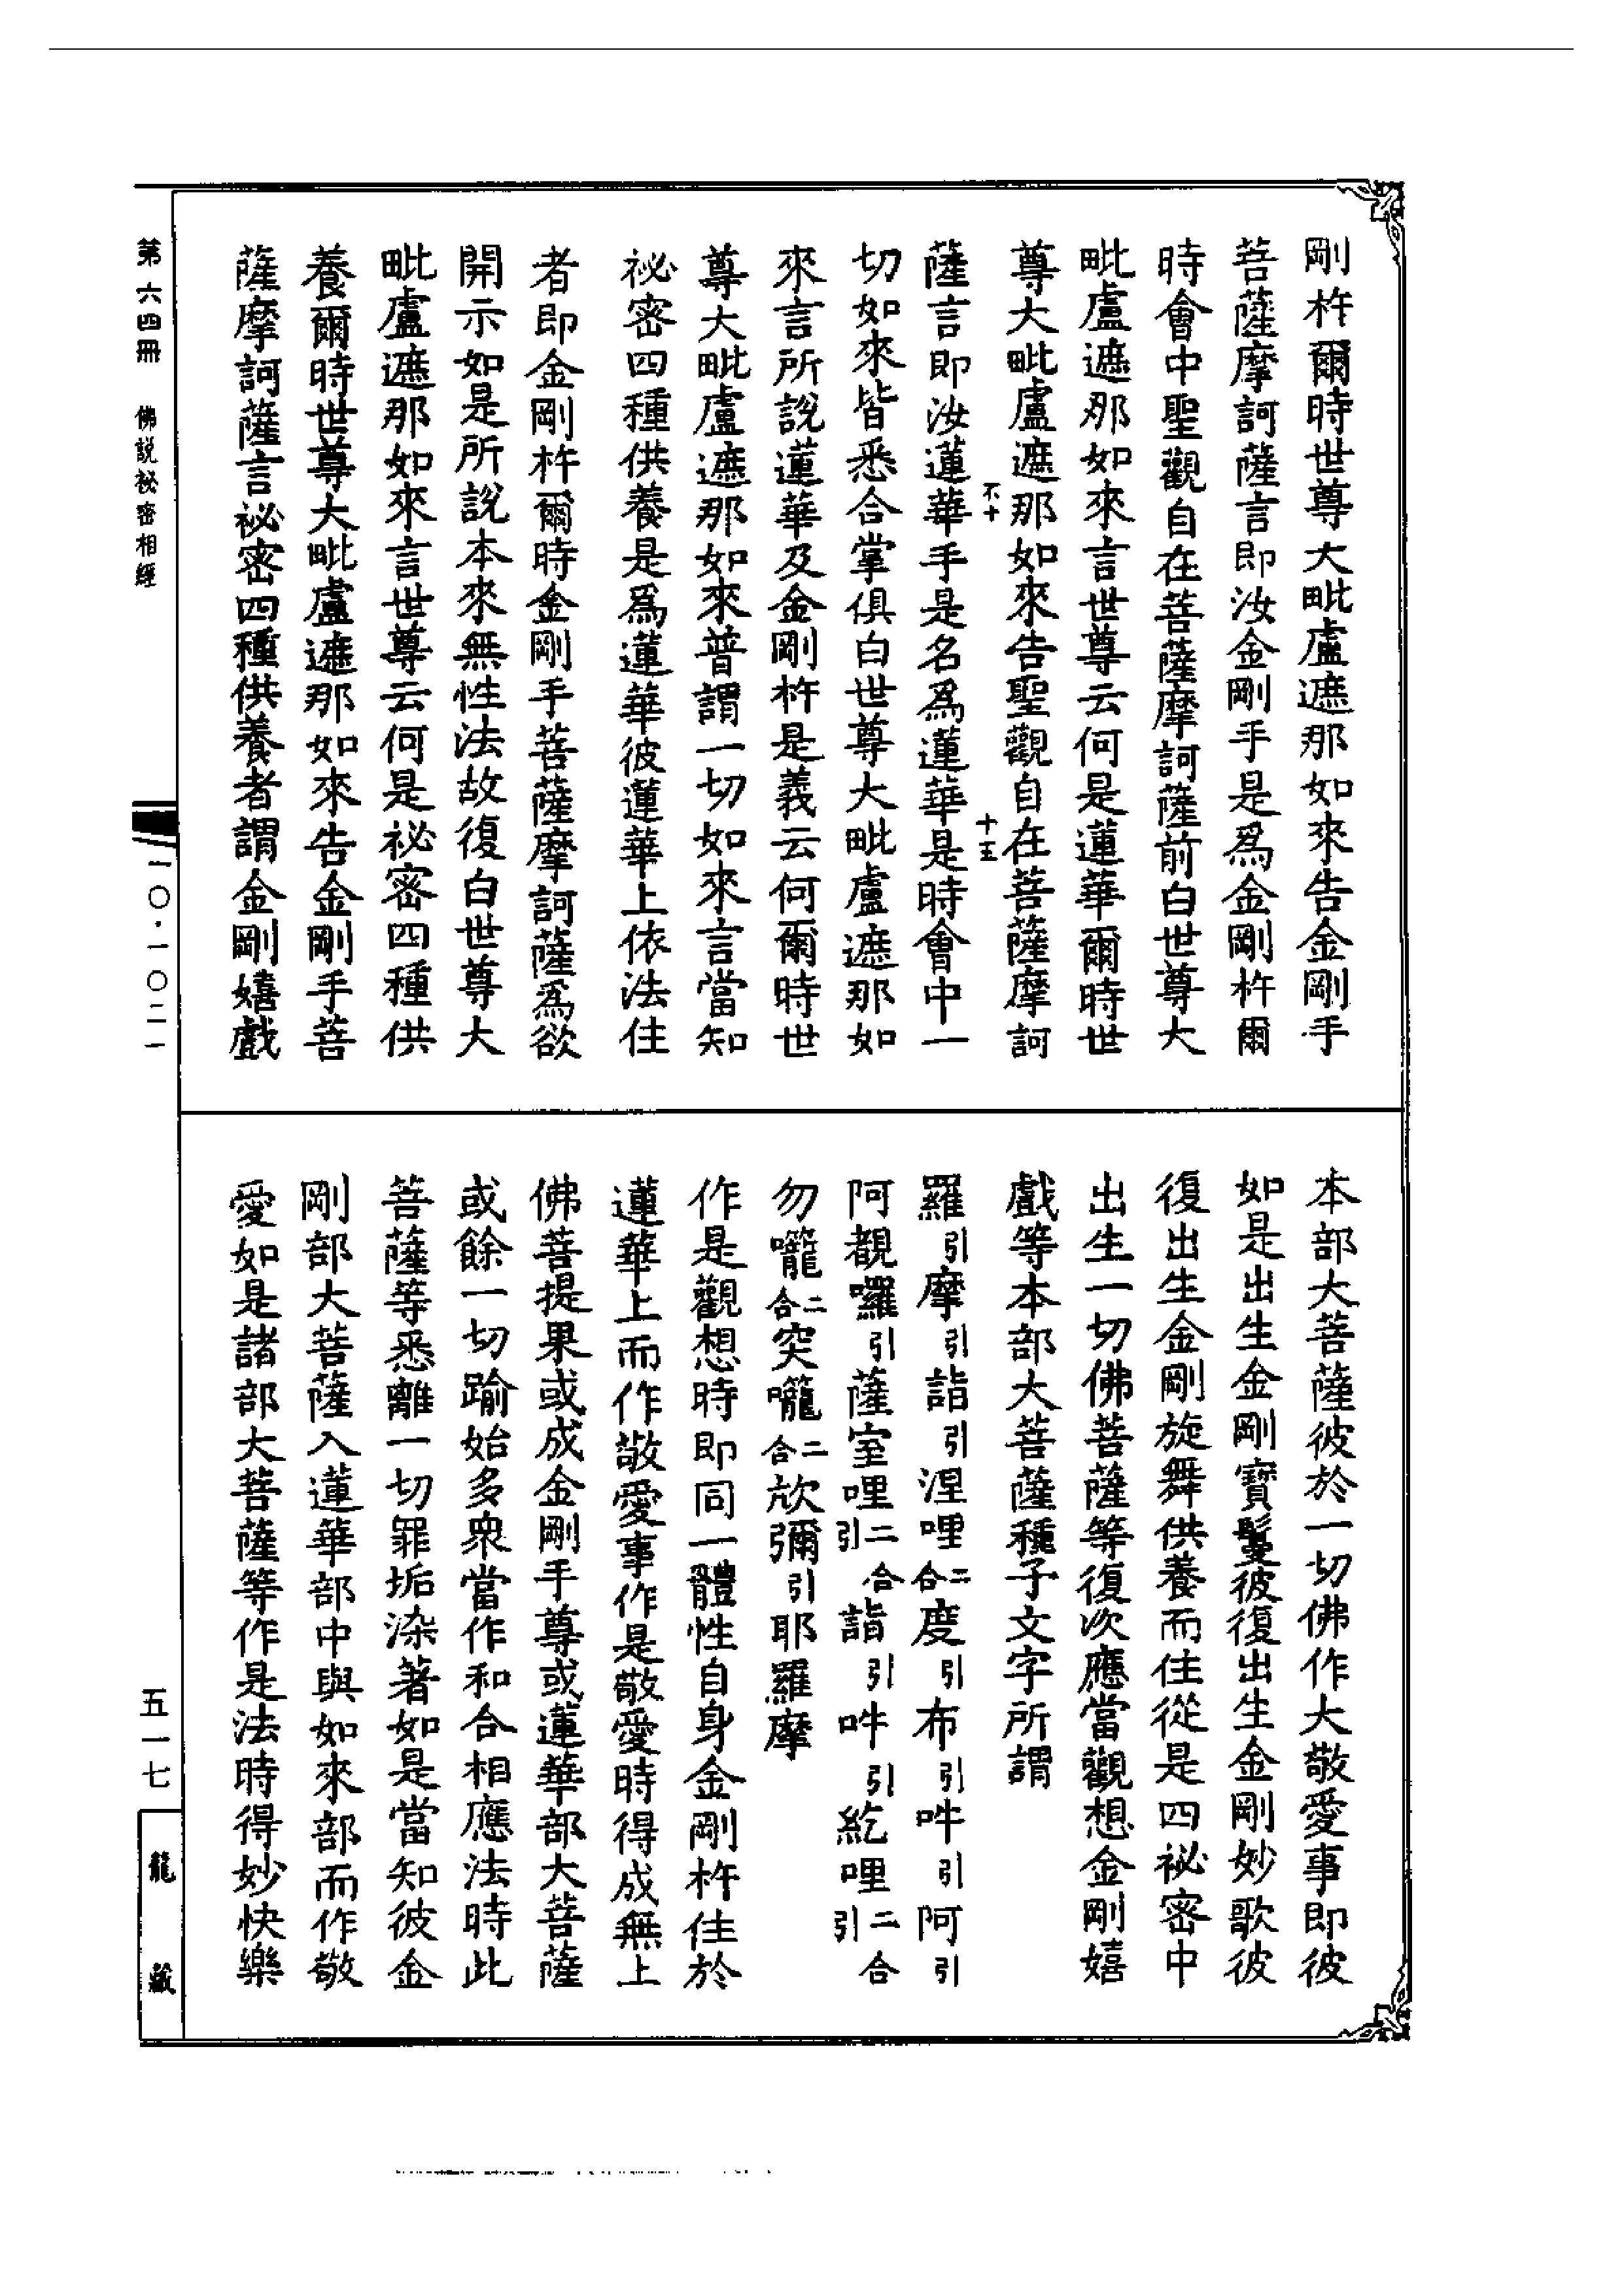 剛杵爾時世尊大毗盧遮那如來告金剛手
菩薩摩訶薩言即汝金剛手是爲金剛杵爾
時會中聖觀自在菩薩摩訶薩前白世尊大
毗盧遮那如來言世尊云何是蓮華爾時世
尊大毗盧遮那如來告聖觀自在菩薩摩訶
不十
十五
薩言即汝蓮華手是名爲蓮華是時會中一
切如來皆悉合掌俱白世尊大毗盧遮那如
來言所說蓮華及金剛杵是義云何爾時世
尊大毗盧遮那如來普謂一切如來言當知
祕密四種供養是爲蓮華彼蓮華上依法住
者即金剛杵爾時金剛手菩薩摩訶薩爲欲
開示如是所說本來無性法故復白世尊大
毗盧遮那如來言世尊云何是祕密四種供
養爾時世尊大毗盧遮那如來告金剛手菩
薩摩訶薩言祕密四種供養者謂金剛嬉戲
本部大菩薩彼於一切佛作大敬愛事即彼
如是出生金剛寶鬘彼復出生金剛妙歌彼
復出生金剛旋舞供養而住從是四祕密中
出生一切佛菩薩等復次應當觀想金剛嬉
戲等本部大菩薩種子文字所謂
羅引摩引詣引涅哩二合度引布引吽引阿引
阿覩囉引薩室哩二合引詣引吽引紇哩二合引
勿嚨二合突嚨二合欱彌引耶羅摩
作是觀想時即同一體性自身金剛杵住於
蓮華上而作敬愛事作是敬愛時得成無上
佛菩提果或成金剛手尊或蓮華部大菩薩
或餘一切踰始多衆當作和合相應法時此
菩薩等悉離一切罪垢染著如是當知彼金
剛部大菩薩入蓮華部中與如來部而作敬
愛如是諸部大菩薩等作是法時得妙快樂
第六四冊 佛説祕密相經
一〇·一〇二一
五一七
龍藏